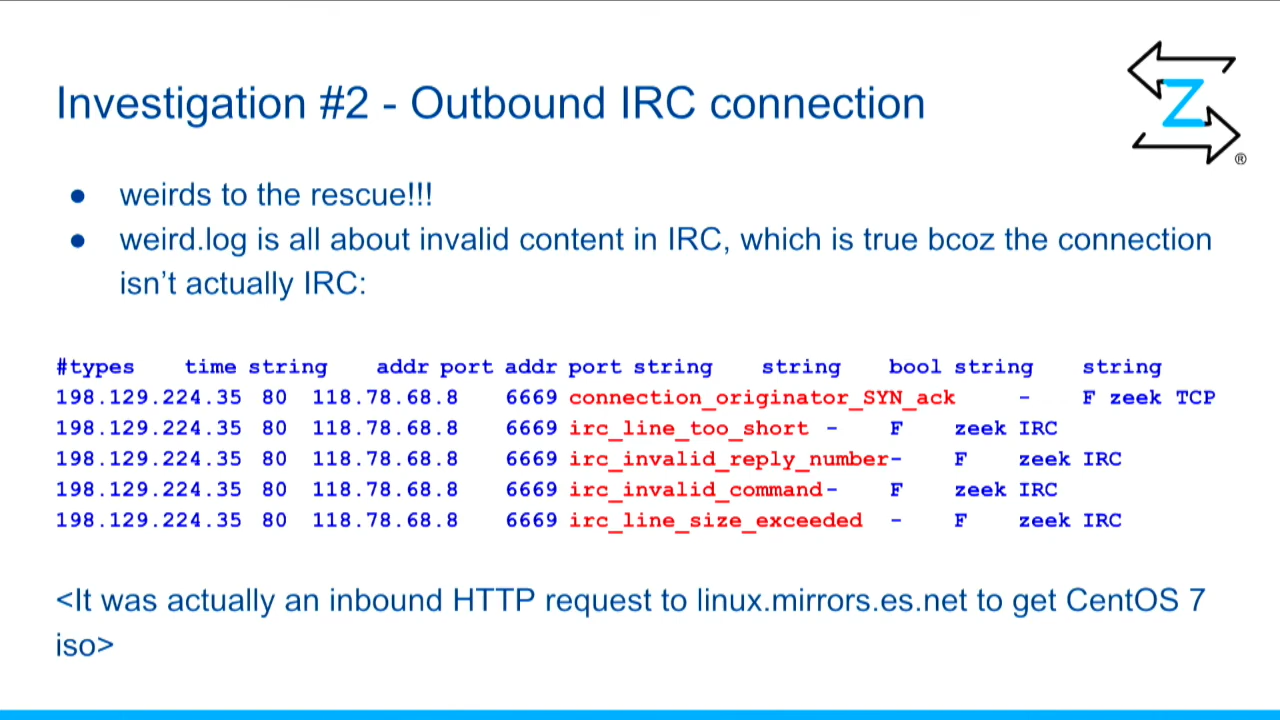 Investigation #2 - Outbound IRC connection
Z
®
● weirds to the rescue!!!
● weird.log is all about invalid content in IRC, which is true bcoz the connection
isn’t actually IRC:
#types time string addr port addr port string string bool string string
198.129.224.35 80 118.78.68.8 6669 connection_originator_SYN_ack - F zeek TCP
198.129.224.35 80 118.78.68.8 6669 irc_line_too_short - F zeek IRC
198.129.224.35 80 118.78.68.8 6669 irc_invalid_reply_number- F zeek IRC
198.129.224.35 80 118.78.68.8 6669 irc_invalid_command- F zeek IRC
198.129.224.35 80 118.78.68.8 6669 irc_line_size_exceeded - F zeek IRC
<It was actually an inbound HTTP request to linux.mirrors.es.net to get CentOS 7
iso>